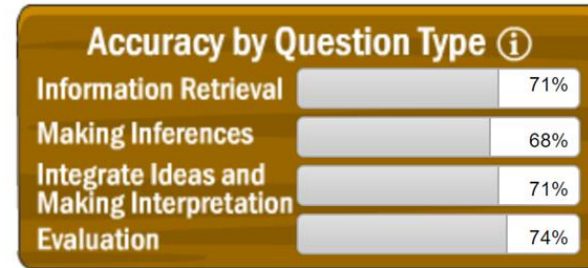 Accuracy by Question Type ⓘ
Information Retrieval 71%
Making Inferences 68%
Integrate Ideas and
Making Interpretation 71%
Evaluation 74%